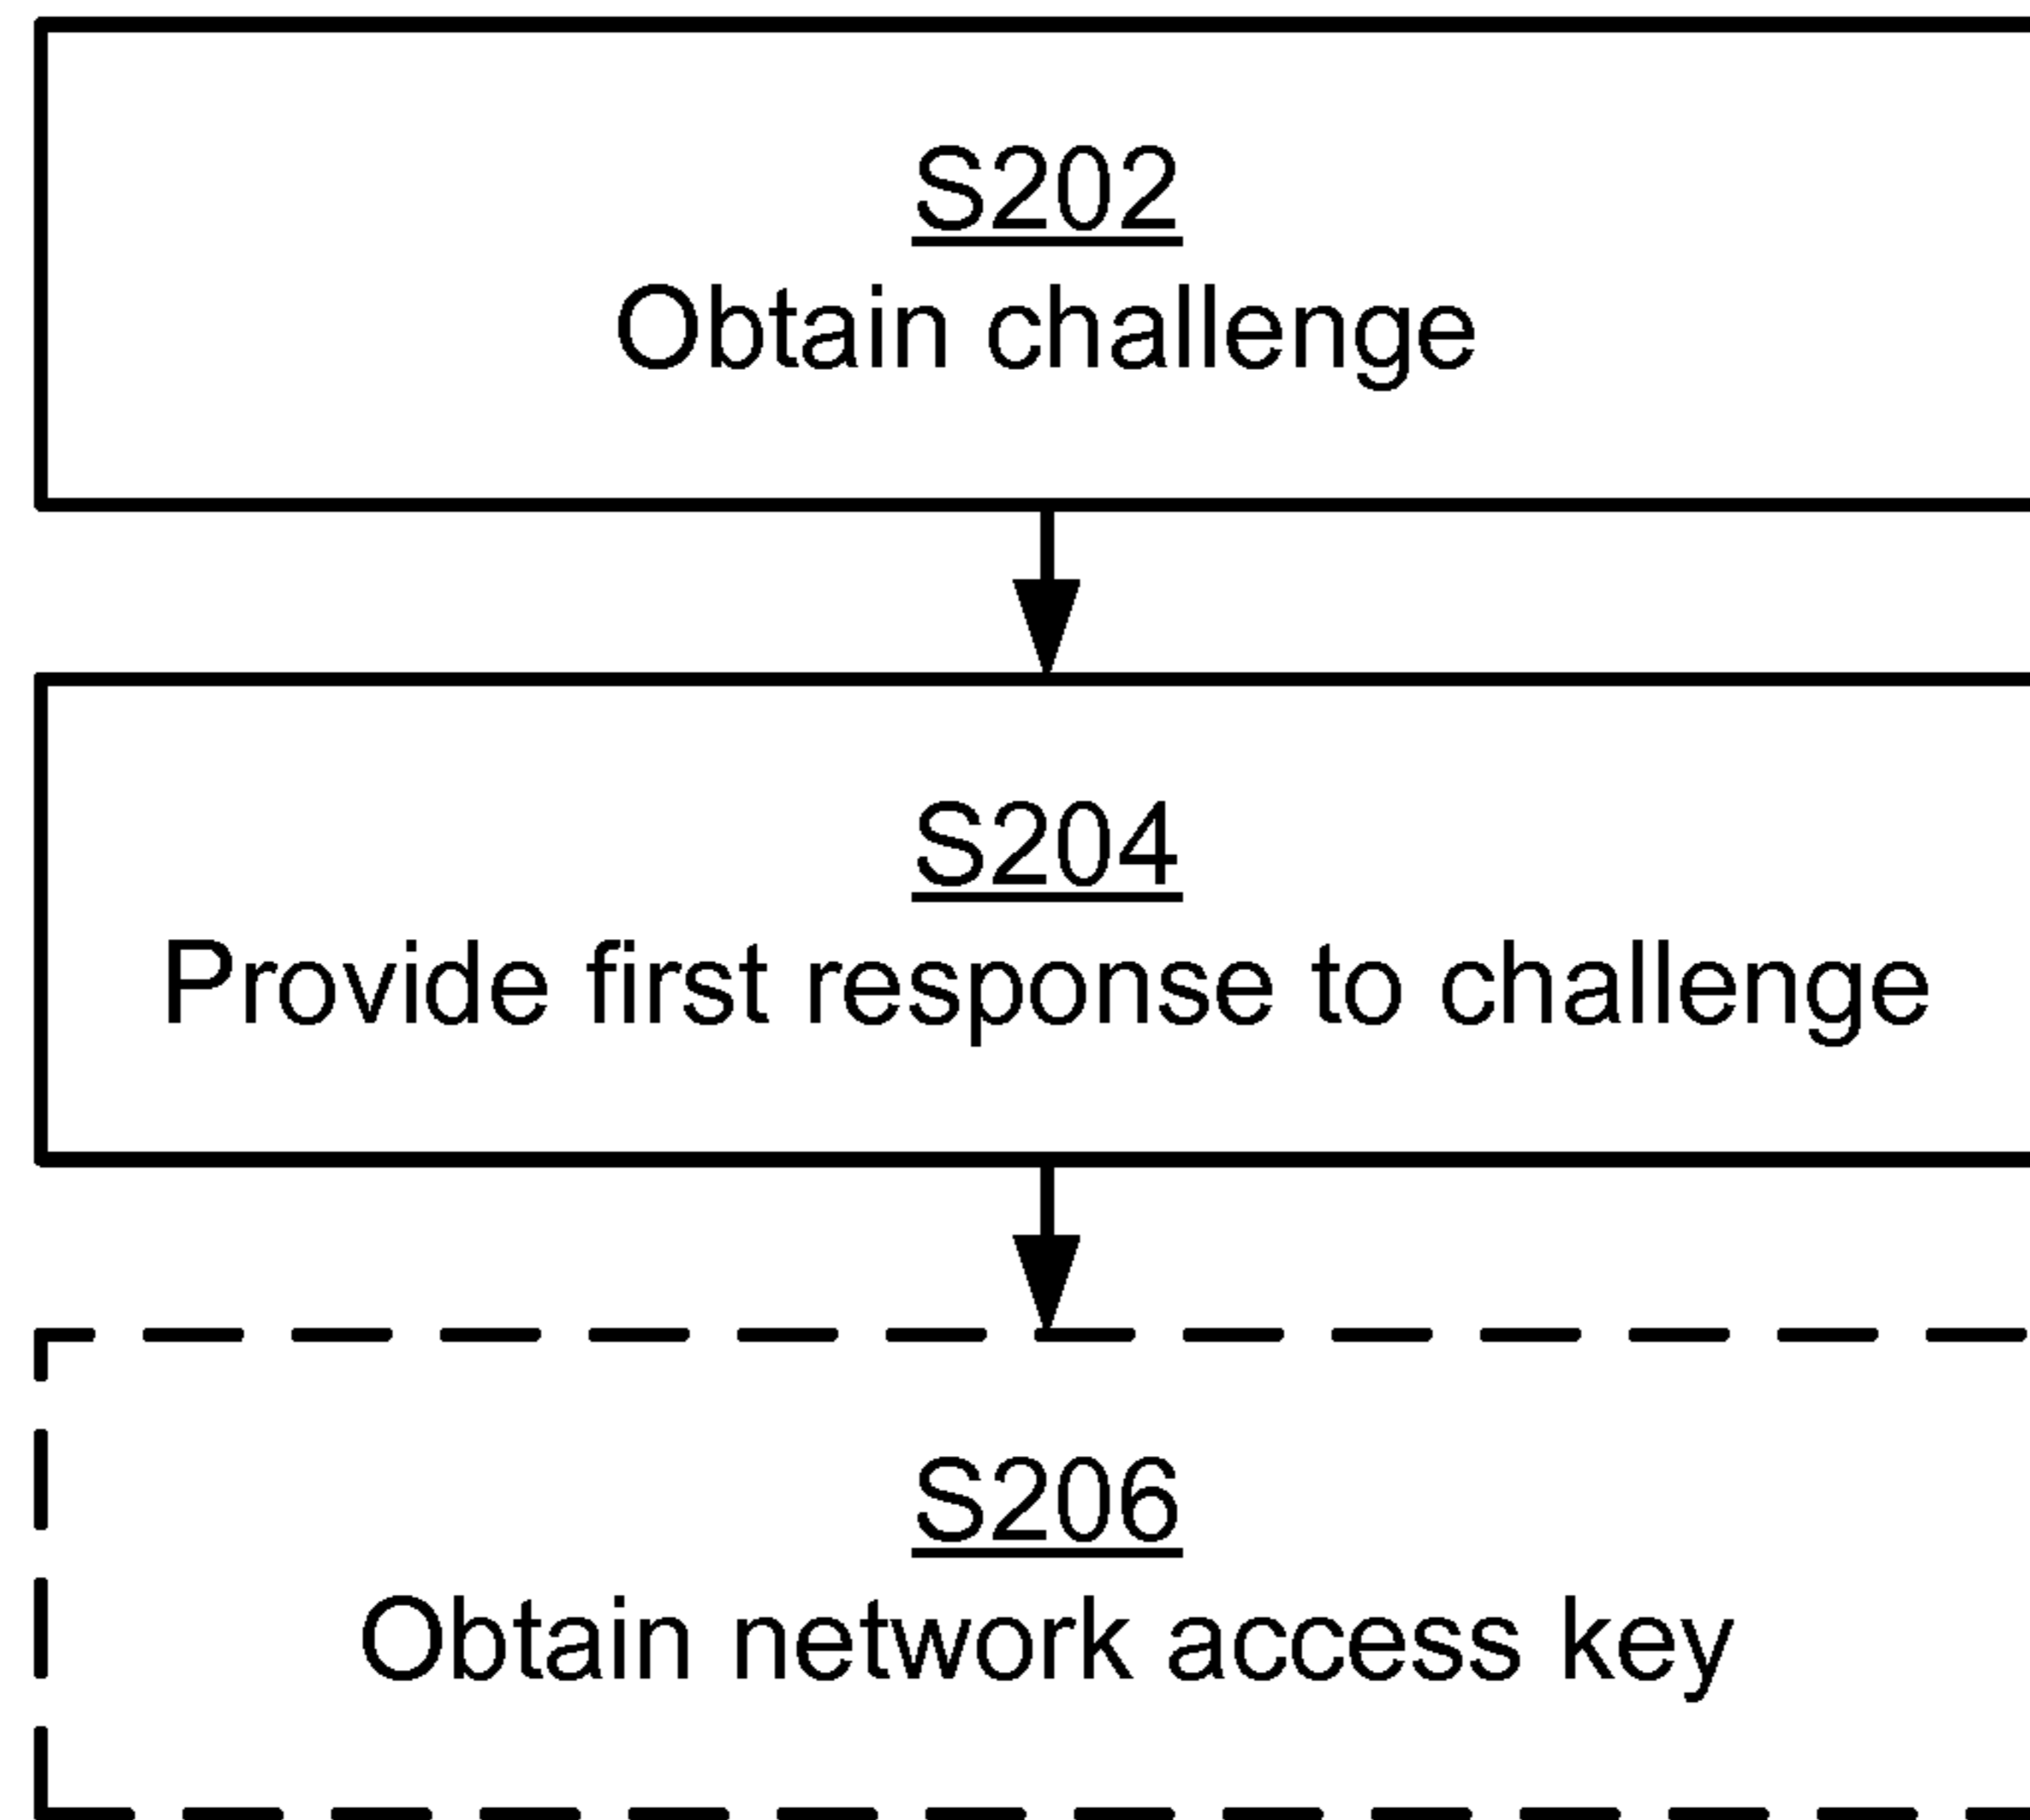 S202
Obtain challenge
S204
Provide first response to challenge
S206
Obtain network access key